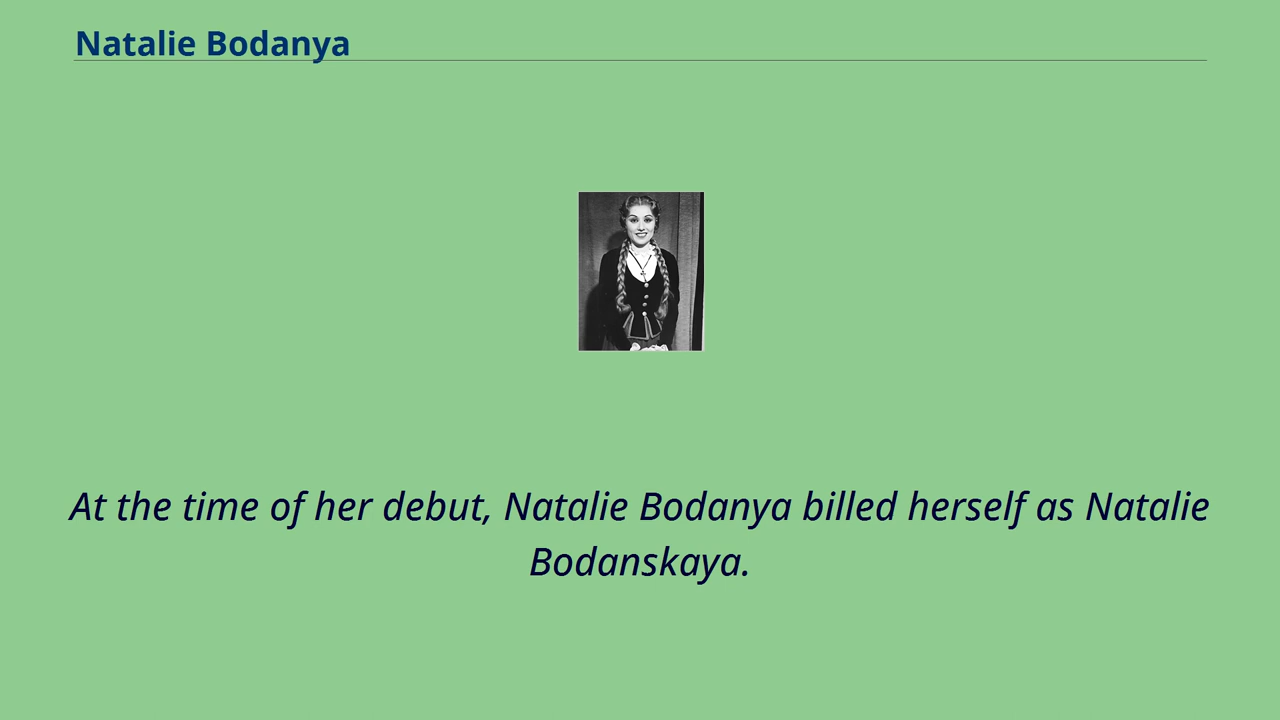 Natalie Bodanya
At the time of her debut, Natalie Bodanya billed herself as Natalie
Bodanskaya.